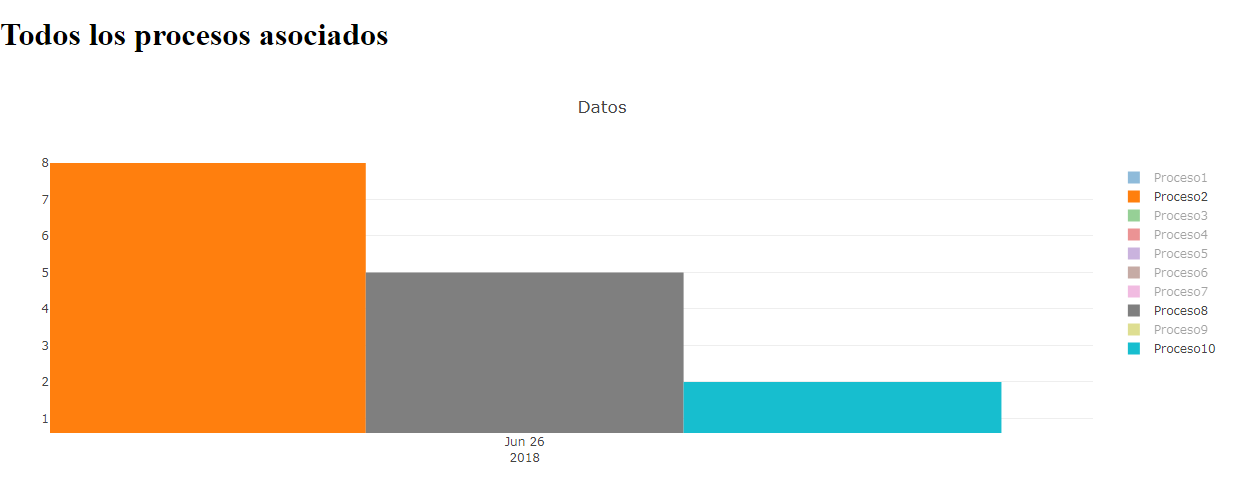 Todos los procesos asociados
Datos
8
7
6
5
4
3
2
1
Jun 26
2018
Proceso1
Proceso2
Proceso3
Proceso4
Proceso5
Proceso6
Proceso7
Proceso8
Proceso9
Proceso10